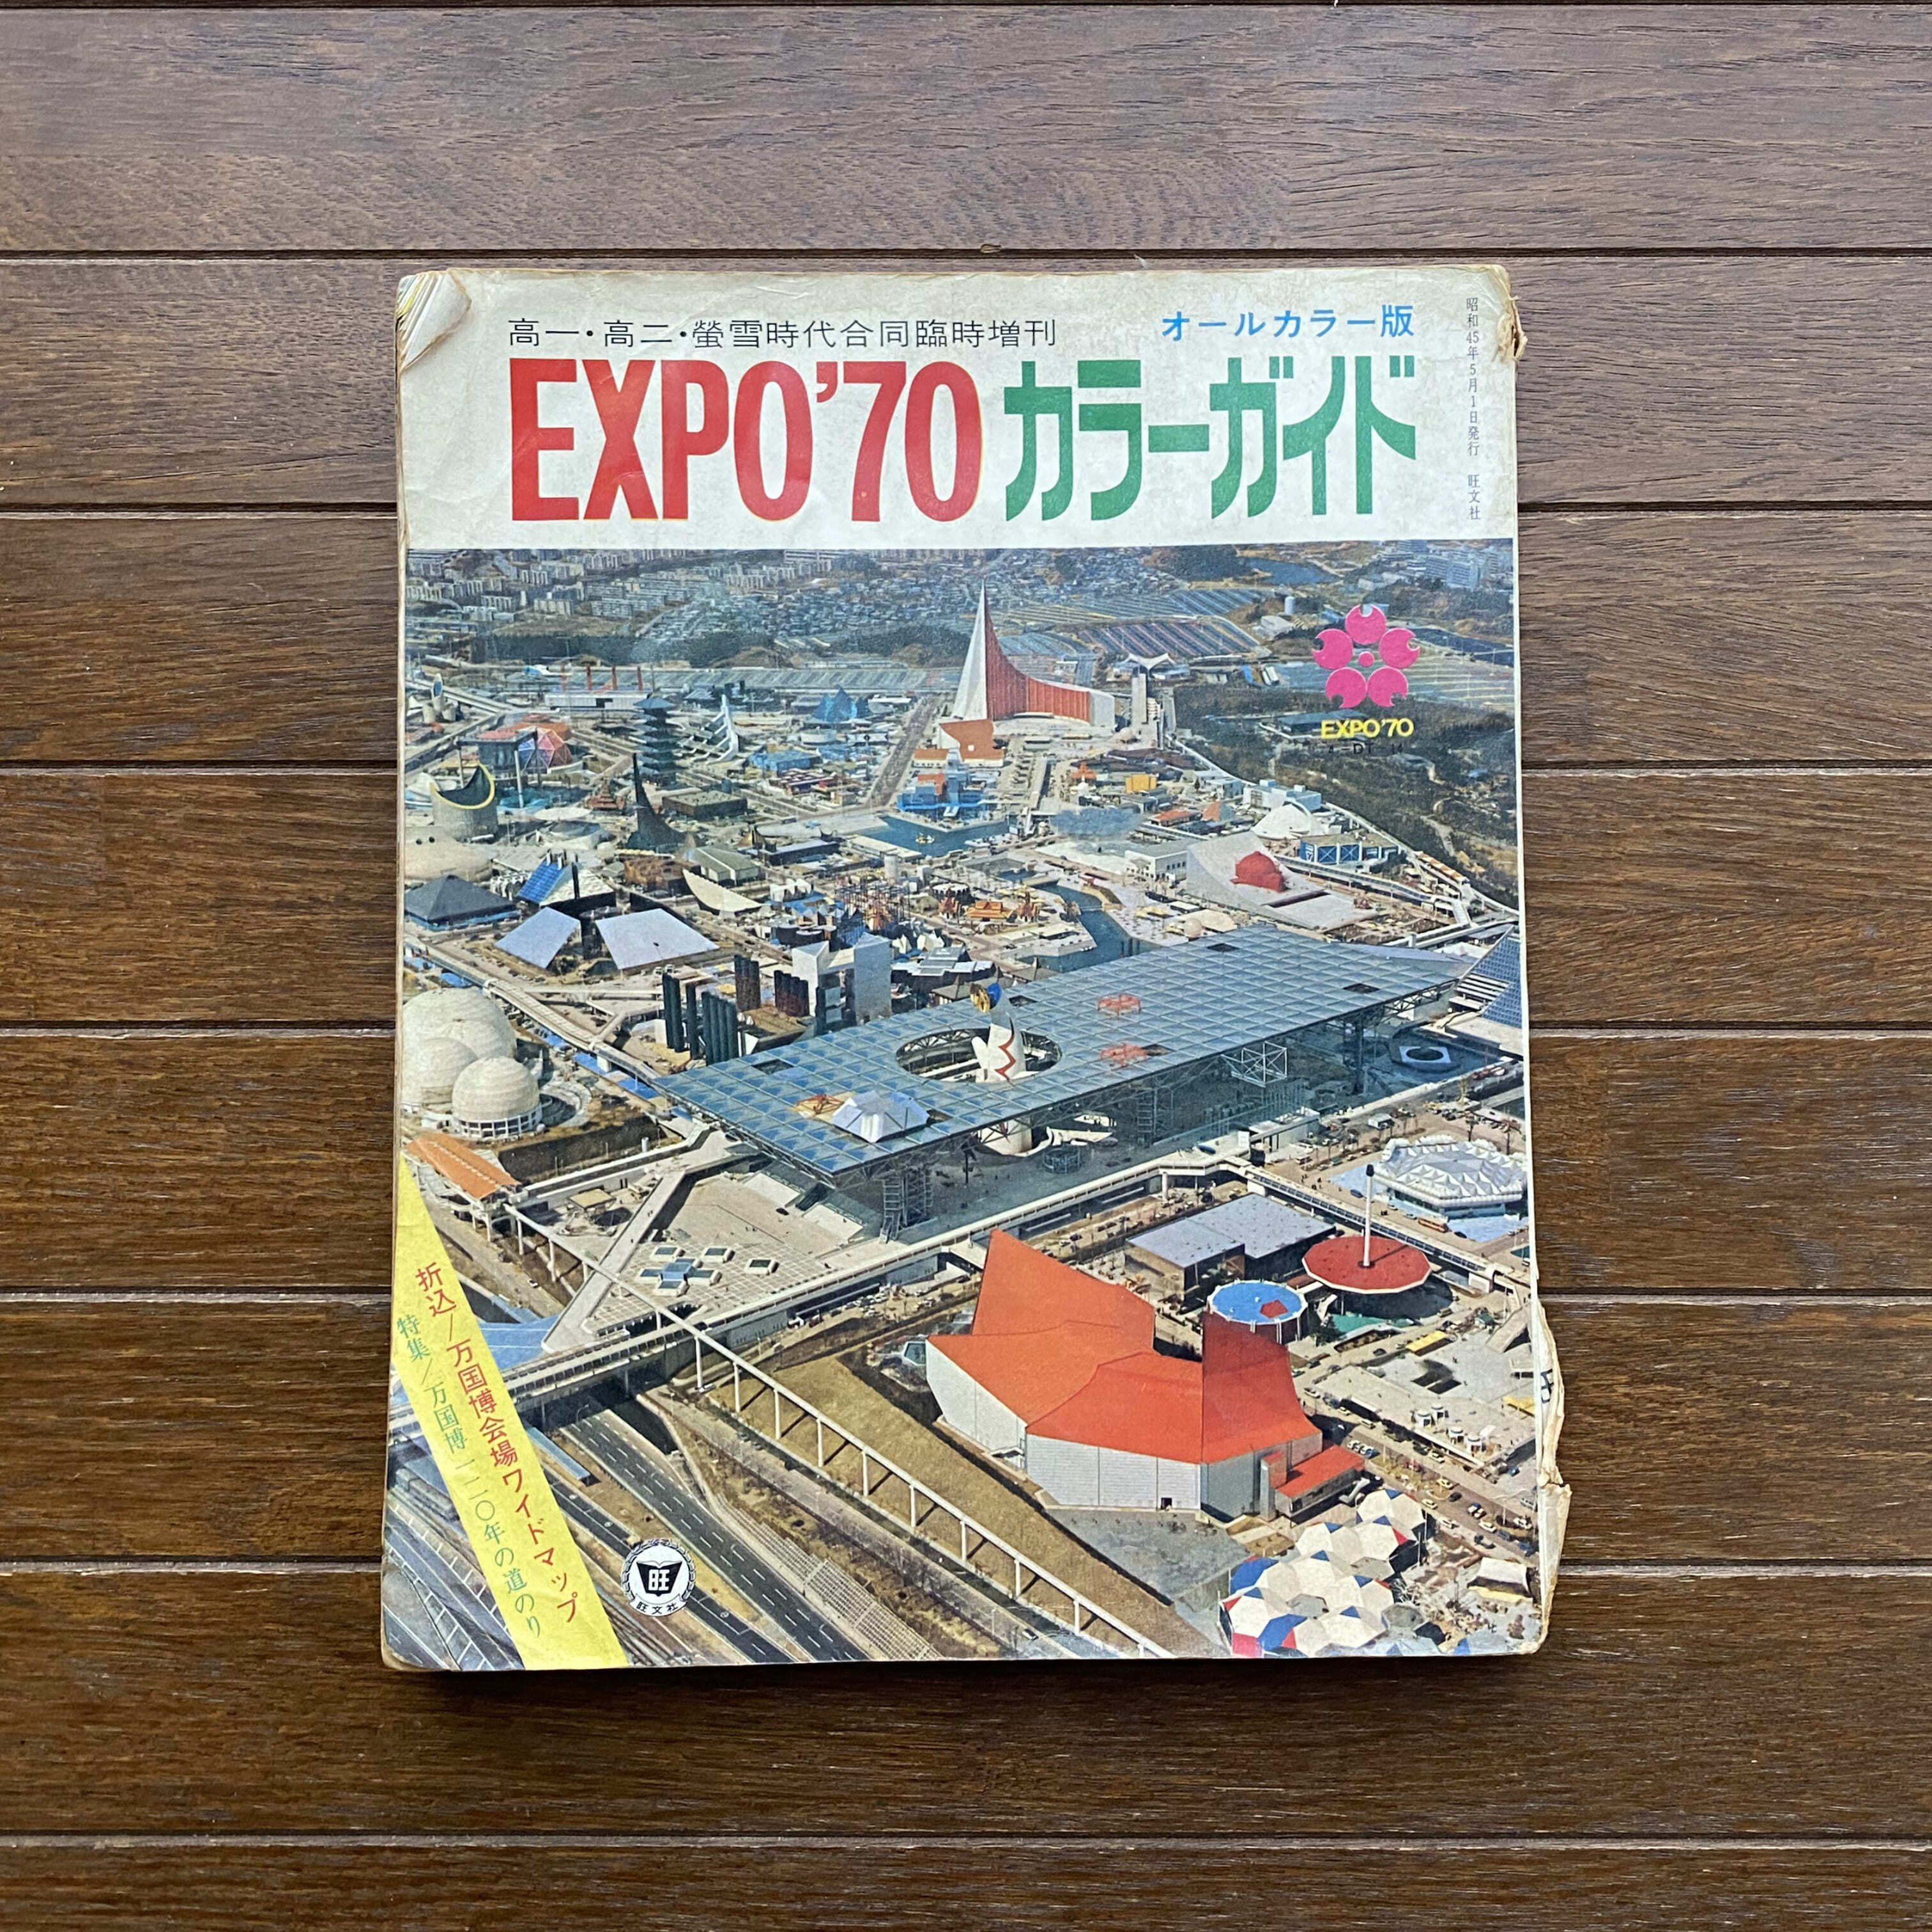 高一・高二・螢雪時代合同臨時増刊
オールカラー版
EXPO'70カラーガイド
昭和45年5月1日発行 旺文社
EXPO'70
折込/万国博会場ワイドマップ
特集/万国博一二〇年の道のり
旺
旺文社